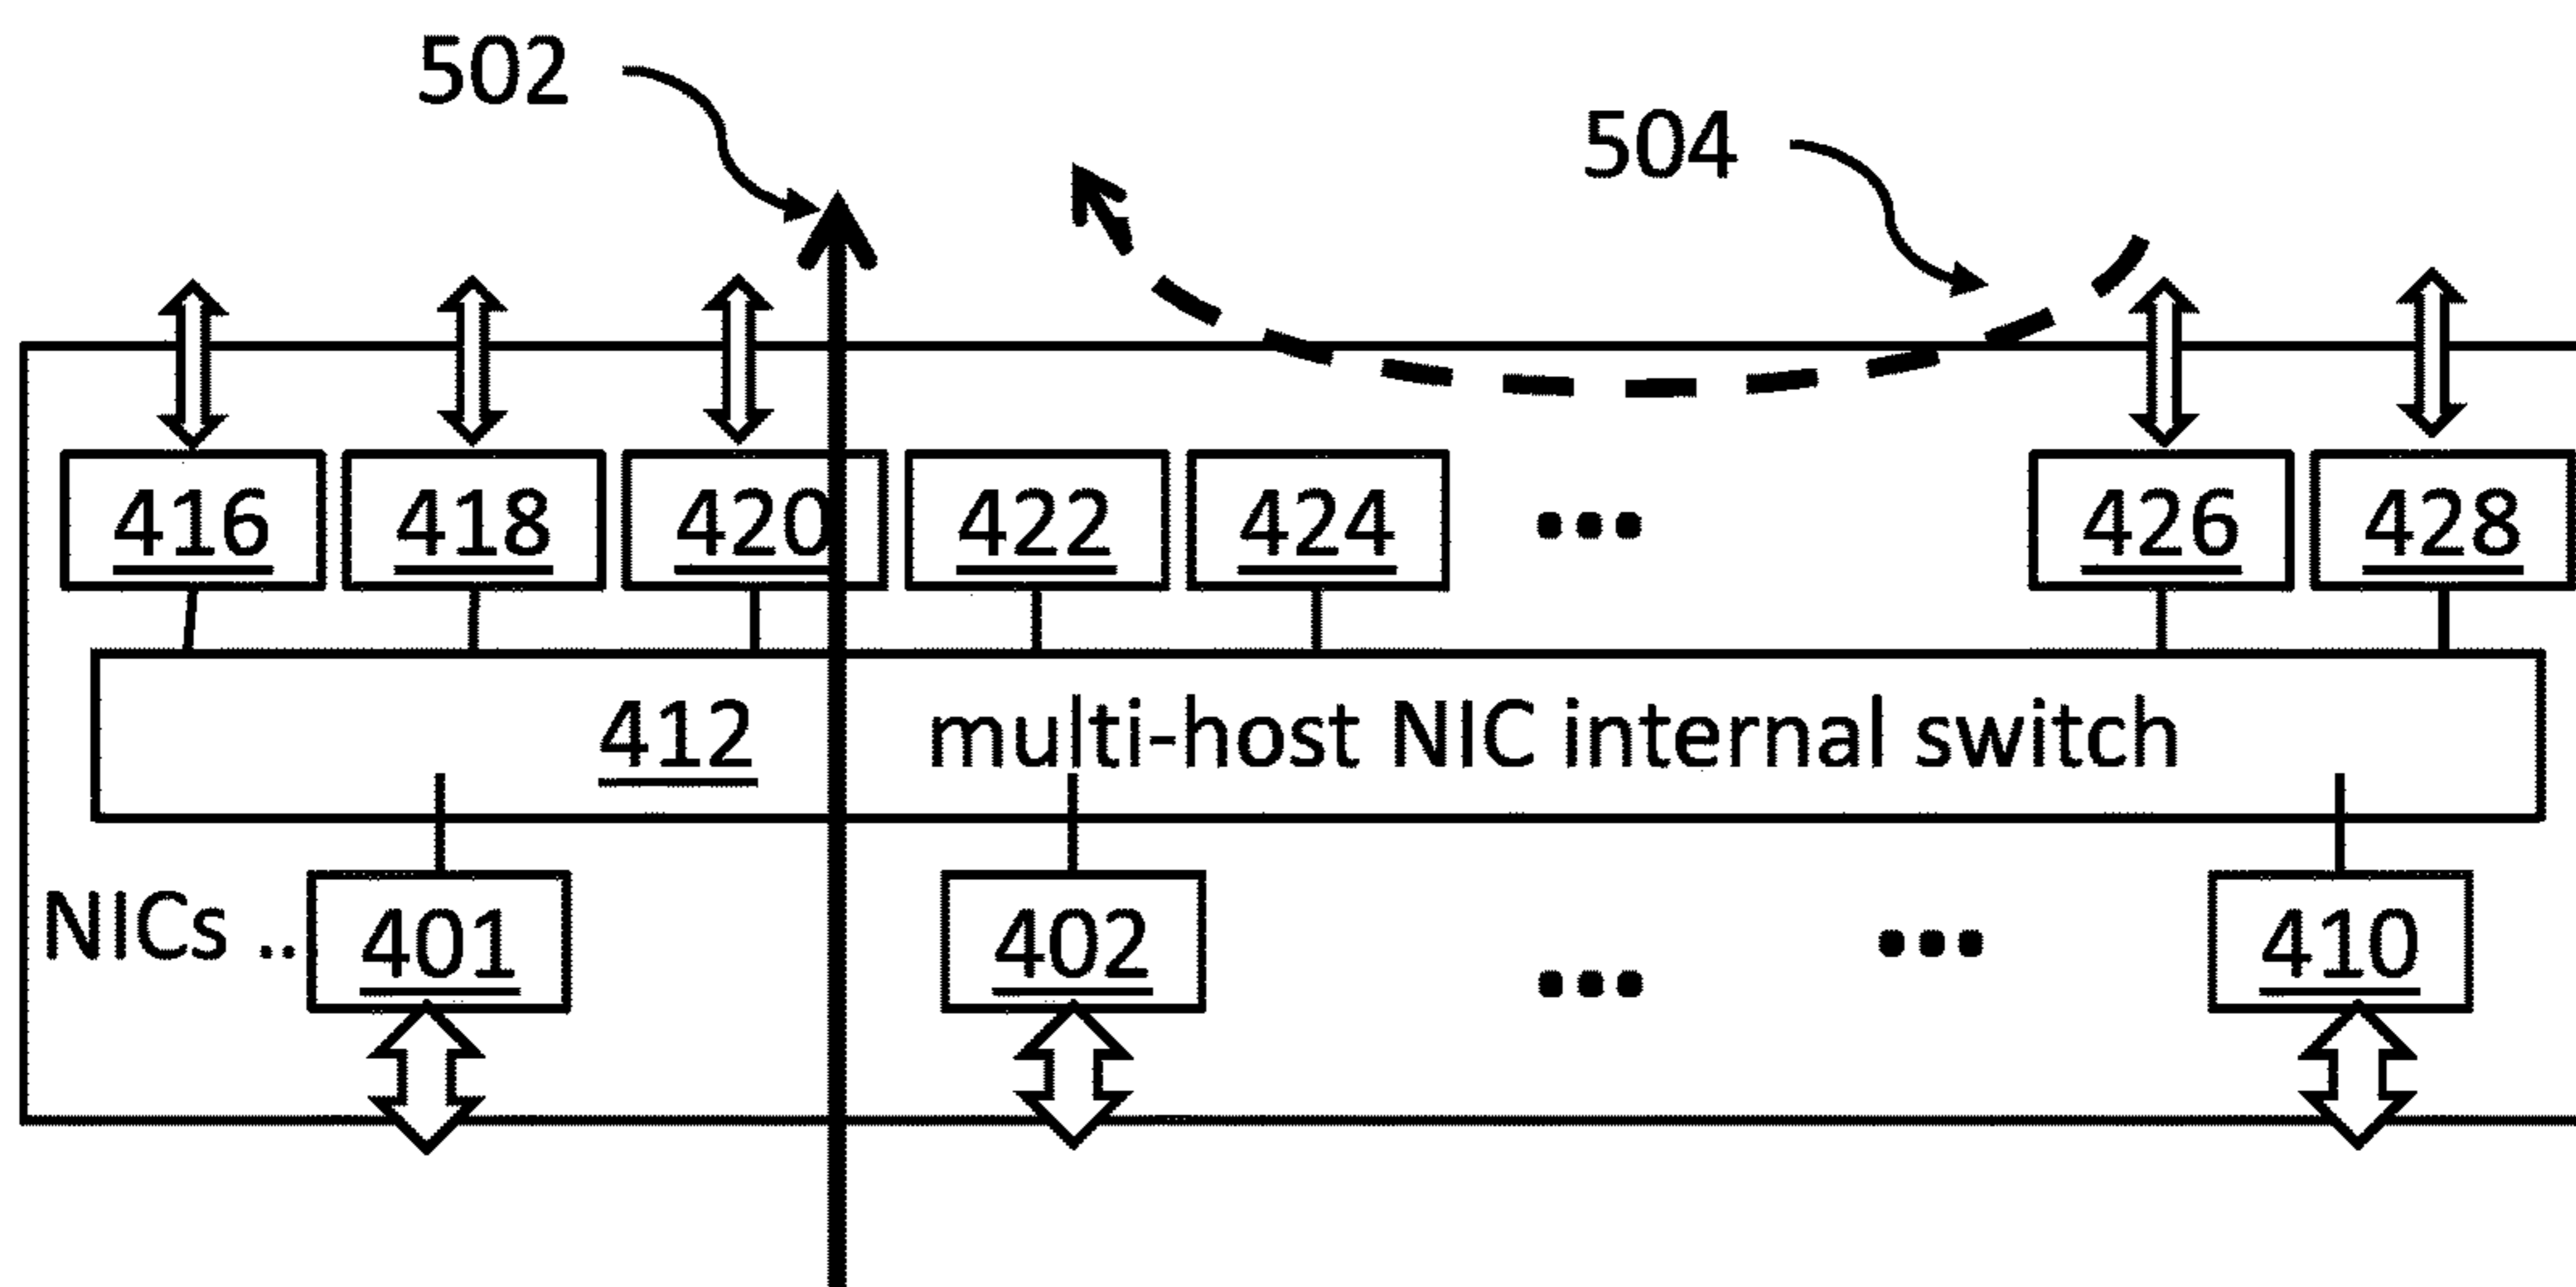 502
504
416 418 420 422 424 ... 426 428
412 multi-host NIC internal switch
NICs .. 401 402 ... ... 410